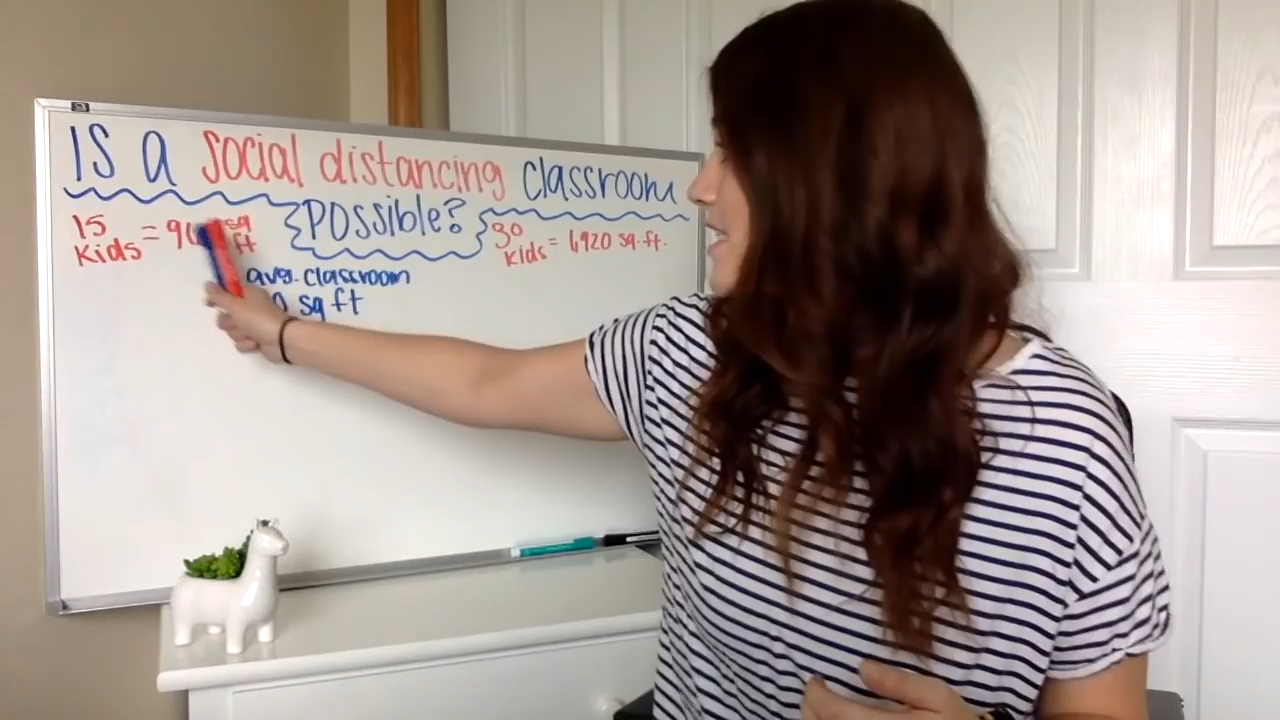 IS a social distancing classroom
POSSible?
15 Kids = sq ft
30 Kids = 1,920 sq. ft.
avg. classroom
sq ft